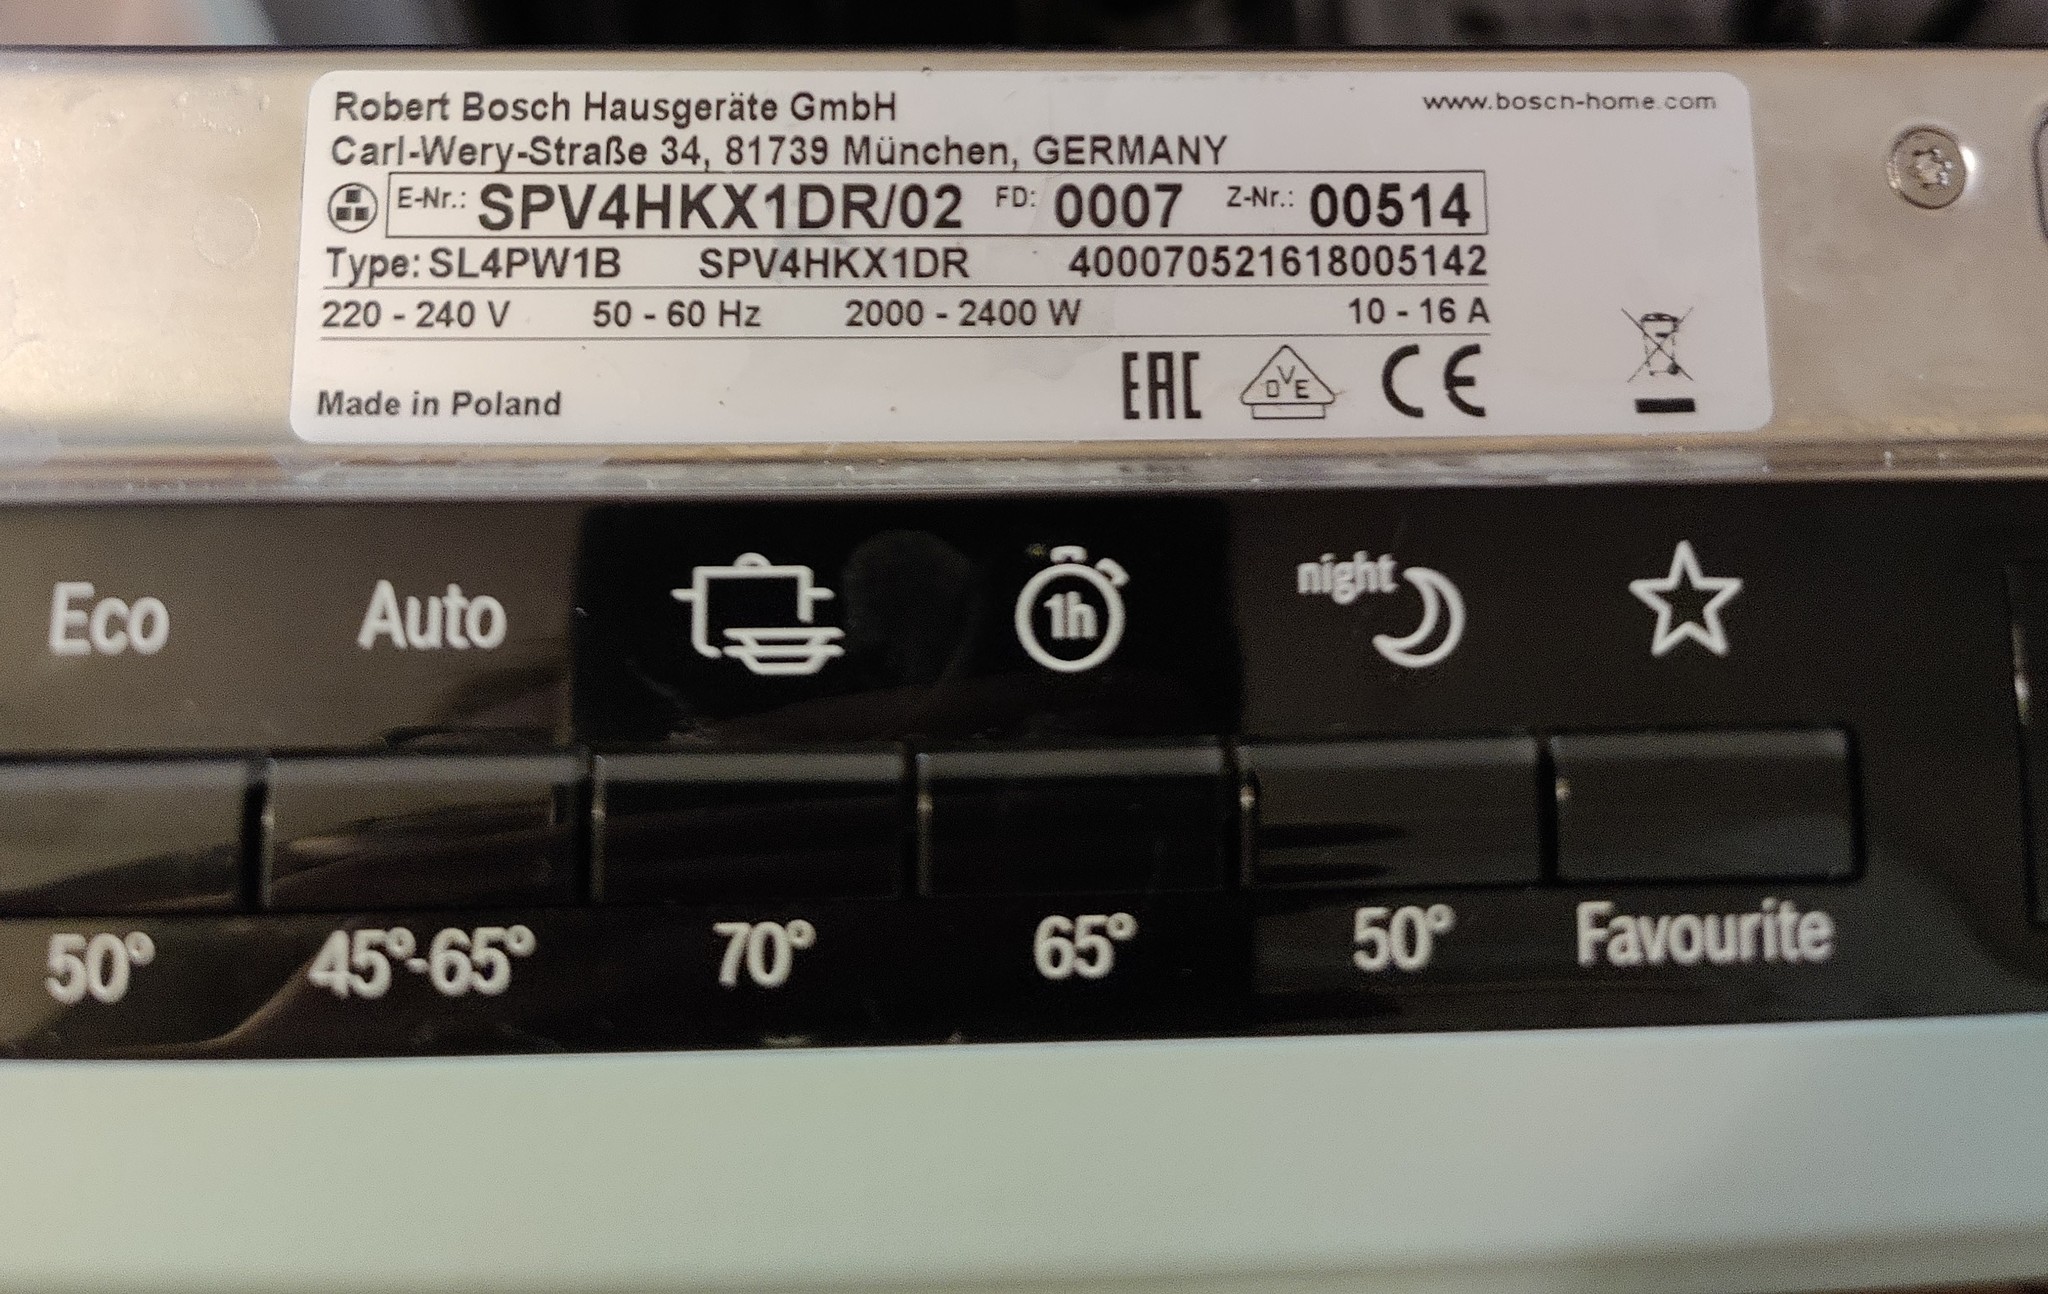 Robert Bosch Hausgeräte GmbH www.bosch-home.com
Carl-Wery-Straße 34, 81739 München, GERMANY
E-Nr.: SPV4HKX1DR/02 FD: 0007 Z-Nr.: 00514
Type: SL4PW1B SPV4HKX1DR 400070521618005142
220 - 240 V 50 - 60 Hz 2000 - 2400 W 10 - 16 A
Made in Poland EAC DVE CE
Eco Auto 1h night
50° 45°-65° 70° 65° 50° Favourite